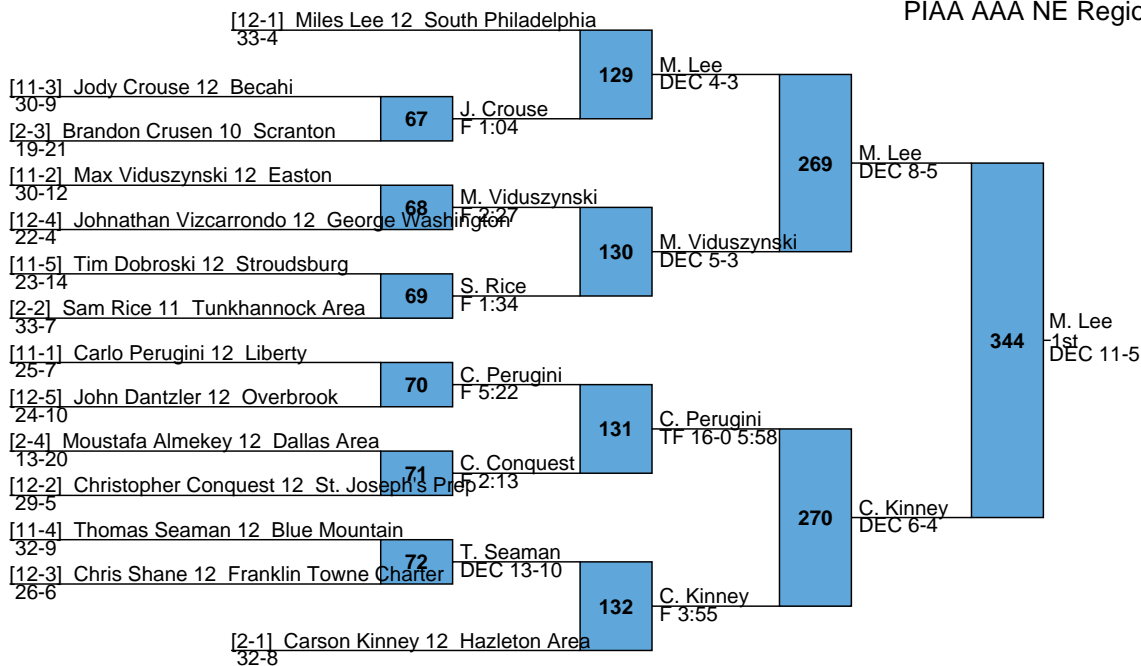 PIAA AAA NE Regio
[12-1] Miles Lee 12 South Philadelphia
33-4
129
M. Lee
DEC 4-3
[11-3] Jody Crouse 12 Becahi
30-9
67
J. Crouse
F 1:04
[2-3] Brandon Crusen 10 Scranton
19-21
269
M. Lee
DEC 8-5
[11-2] Max Viduszynski 12 Easton
30-12
68
M. Viduszynski
F 2:27
[12-4] Johnathan Vizcarrondo 12 George Washington
22-4
130
M. Viduszynski
DEC 5-3
[11-5] Tim Dobroski 12 Stroudsburg
23-14
69
S. Rice
F 1:34
[2-2] Sam Rice 11 Tunkhannock Area
33-7
344
M. Lee
1st
DEC 11-5
[11-1] Carlo Perugini 12 Liberty
25-7
70
C. Perugini
F 5:22
[12-5] John Dantzler 12 Overbrook
24-10
131
C. Perugini
TF 16-0 5:58
[2-4] Moustafa Almekey 12 Dallas Area
13-20
71
C. Conquest
F 2:13
[12-2] Christopher Conquest 12 St. Joseph's Prep
29-5
270
C. Kinney
DEC 6-4
[11-4] Thomas Seaman 12 Blue Mountain
32-9
72
T. Seaman
DEC 13-10
[12-3] Chris Shane 12 Franklin Towne Charter
26-6
132
C. Kinney
F 3:55
[2-1] Carson Kinney 12 Hazleton Area
32-8